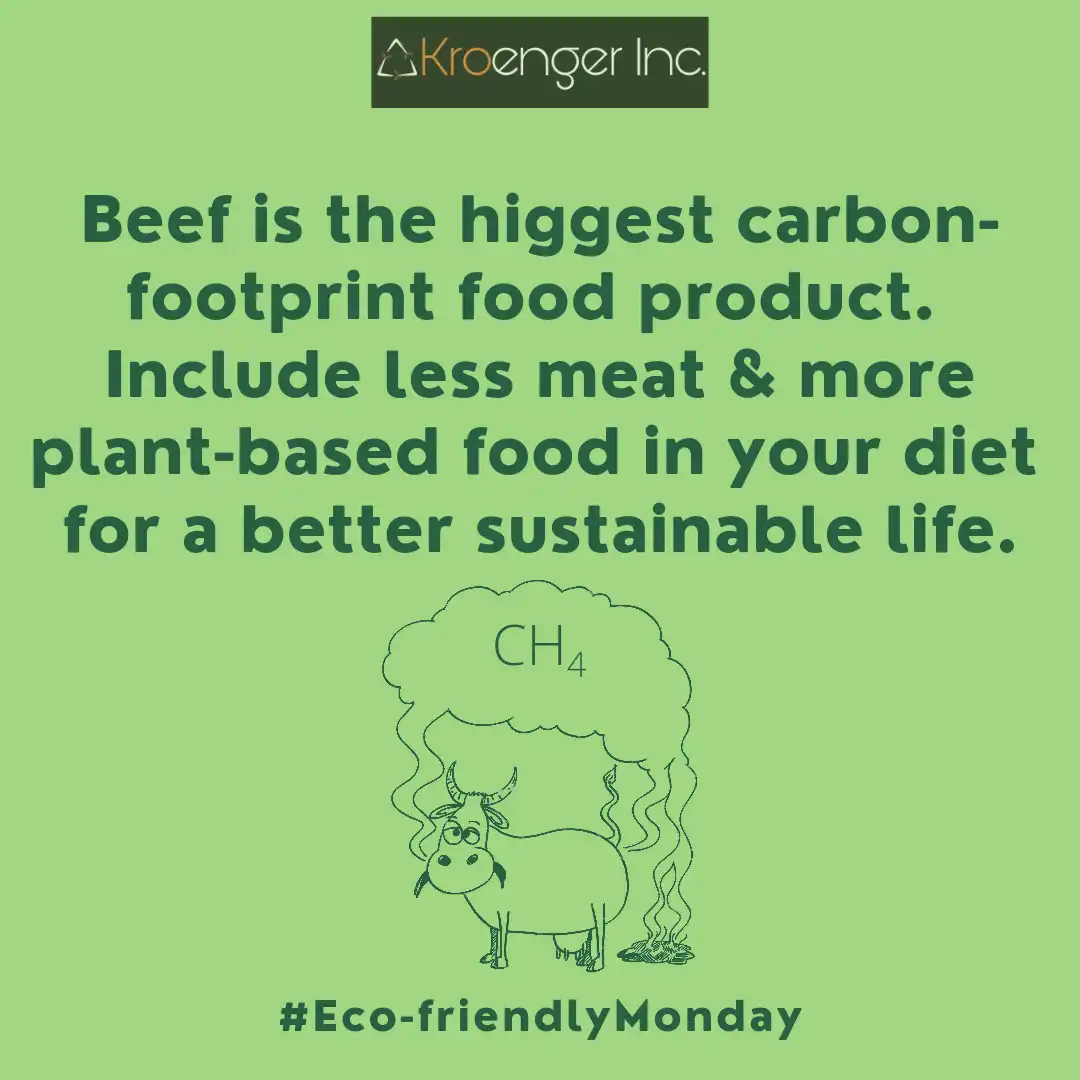 Kroenger Inc.
Beef is the higgest carbon-
footprint food product.
Include less meat & more
plant-based food in your diet
for a better sustainable life.
CH₄
#Eco-friendlyMonday